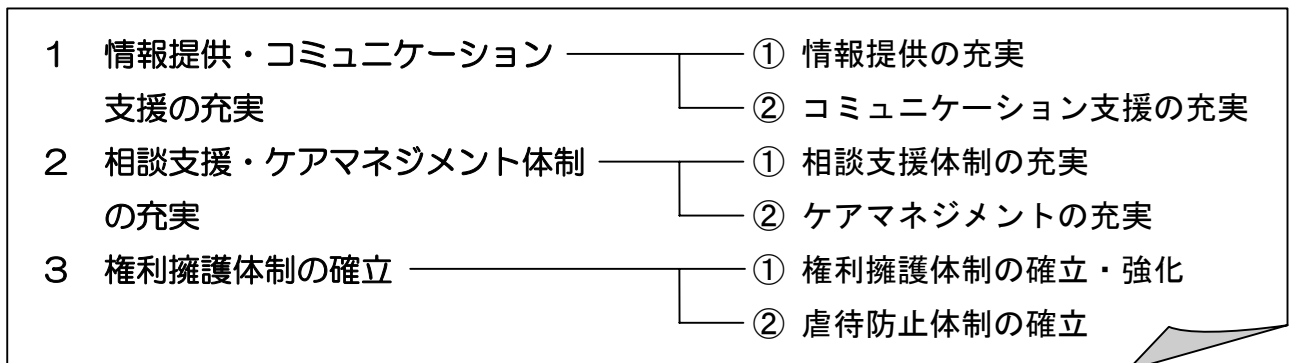 １ 情報提供・コミュニケーション ① 情報提供の充実
支援の充実 ② コミュニケーション支援の充実
２ 相談支援・ケアマネジメント体制 ① 相談支援体制の充実
の充実 ② ケアマネジメントの充実
３ 権利擁護体制の確立 ① 権利擁護体制の確立・強化
② 虐待防止体制の確立